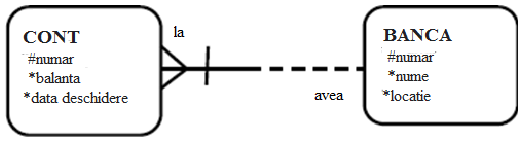 CONT
#numar
*balanta
*data deschidere
la
avea
BANCA
#numar
*nume
*locatie